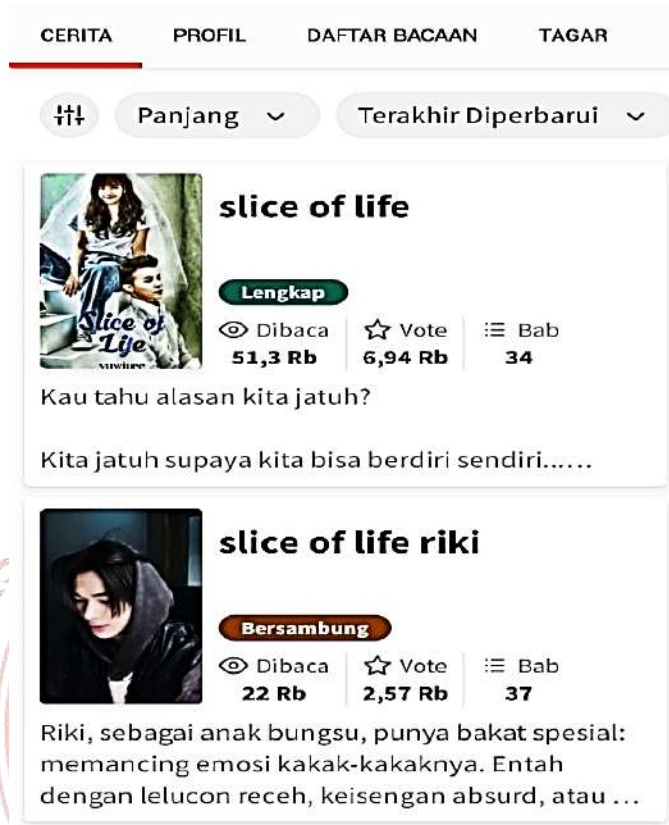 CERITA PROFIL DAFTAR BACAAN TAGAR
Panjang Terakhir Diperbarui
slice of life
Slice of
Life
Lengkap
Dibaca Vote Bab
51,3 Rb 6,94 Rb 34
Kau tahu alasan kita jatuh?
Kita jatuh supaya kita bisa berdiri sendiri......
slice of life riki
Bersambung
Dibaca Vote Bab
22 Rb 2,57 Rb 37
Riki, sebagai anak bungsu, punya bakat spesial:
memancing emosi kakak-kakaknya. Entah
dengan lelucon receh, keisengan absurd, atau ...